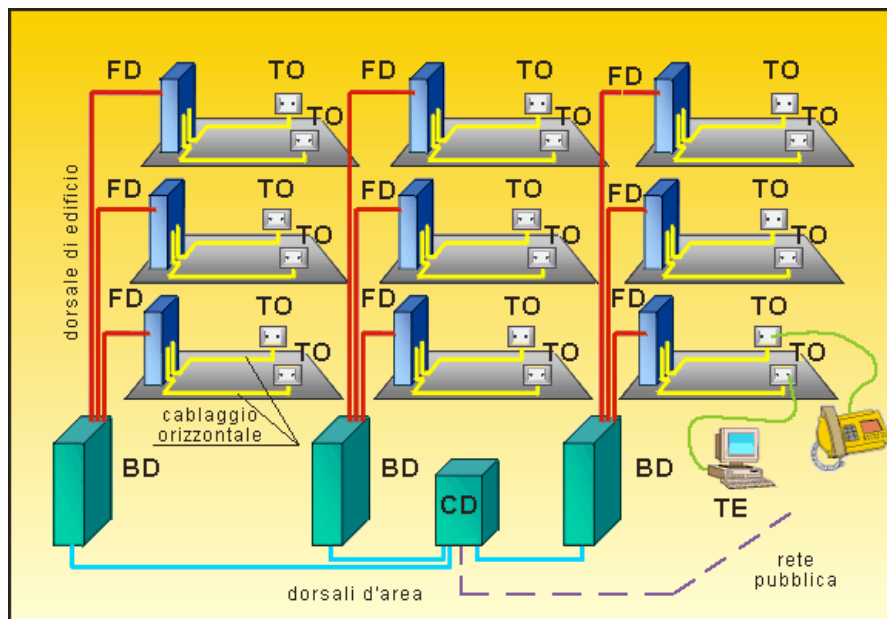 FD TO FD TO FD TO
TO TO TO
FD TO FD TO FD TO
TO TO TO
dorsale di edificio
FD TO FD TO FD TO
TO TO TO
cablaggio
orizzontale
BD BD BD
CD
TE
rete
pubblica
dorsali d'area